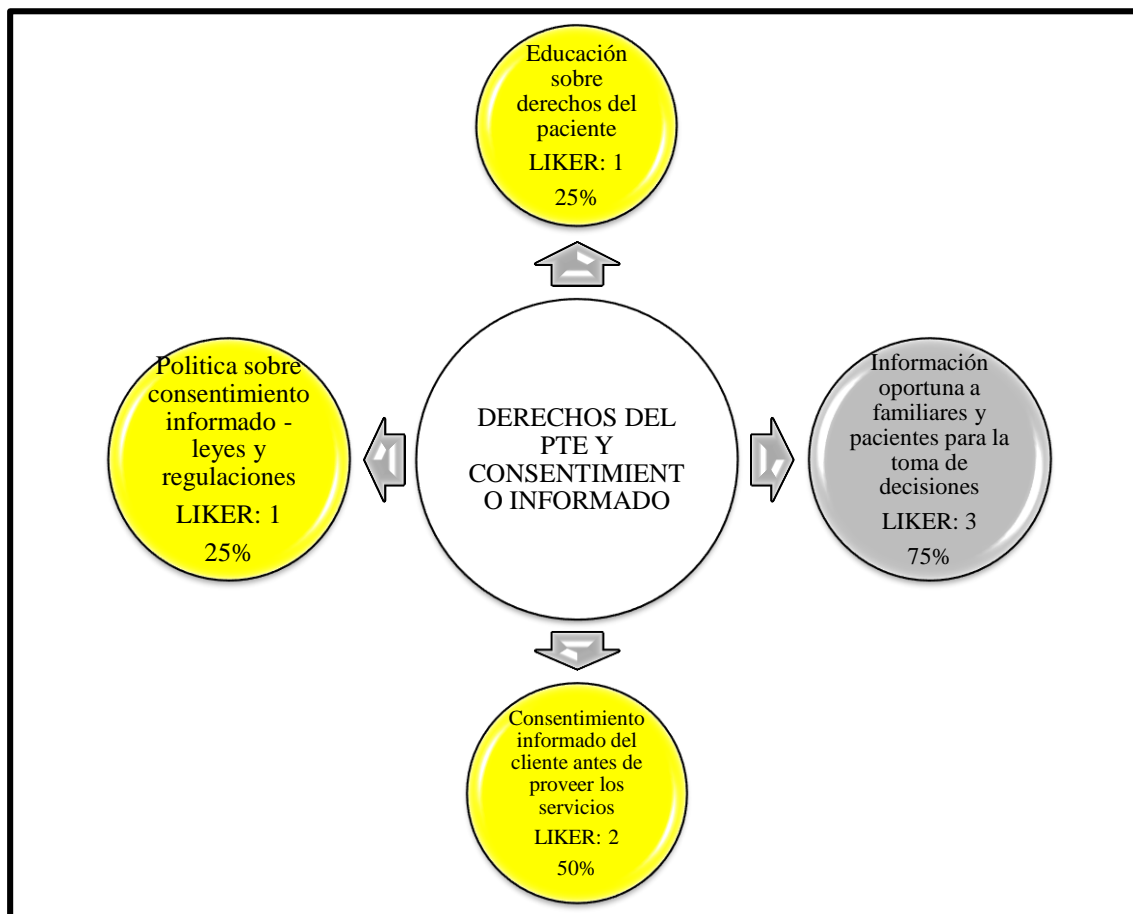 Educación
sobre
derechos del
paciente
LIKER: 1
25%
Politica sobre
consentimiento
informado -
leyes y
regulaciones
LIKER: 1
25%
DERECHOS DEL
PTE Y
CONSENTIMIENT
O INFORMADO
Información
oportuna a
familiares y
pacientes para la
toma de
decisiones
LIKER: 3
75%
Consentimiento
informado del
cliente antes de
proveer los
servicios
LIKER: 2
50%